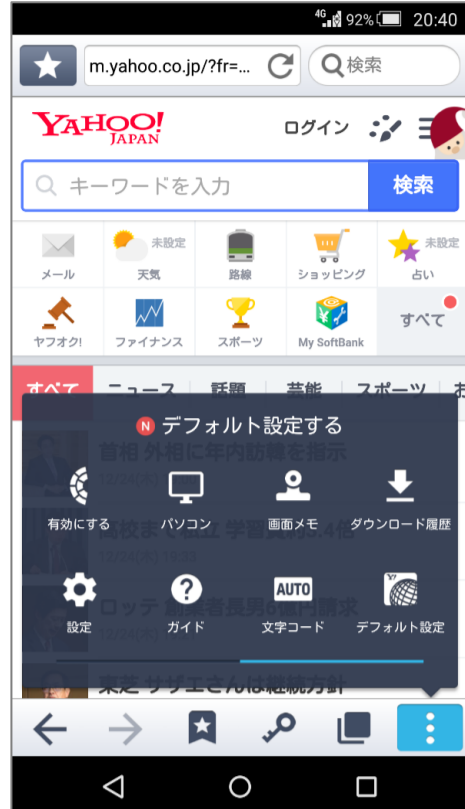 4G 92% 20:40
m.yahoo.co.jp/?fr=... 検索
YAHOO!
JAPAN
ログイン
キーワードを入力 検索
未設定 未設定
メール 天気 路線 ショッピング 占い
ヤフオク! ファイナンス スポーツ My SoftBank すべて
すべて ニュース 話題 芸能 スポーツ お
N デフォルト設定する
首相 外相に年内訪韓を指示
有効にする パソコン 画面メモ ダウンロード履歴
AUTO Y!
設定 ガイド 文字コード デフォルト設定
東芝 サザエさんは継続方針